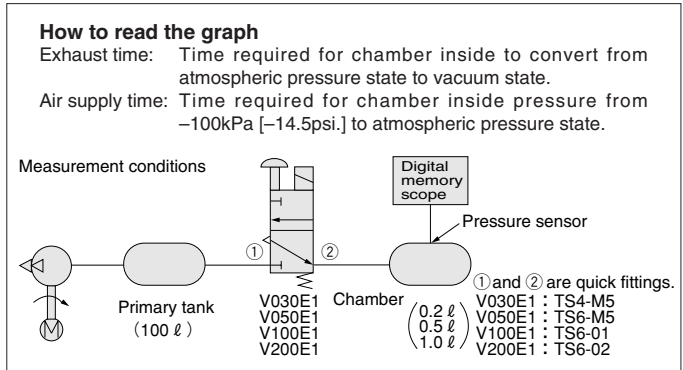 How to read the graph
Exhaust time: Time required for chamber inside to convert from
atmospheric pressure state to vacuum state.
Air supply time: Time required for chamber inside pressure from
–100kPa [–14.5psi.] to atmospheric pressure state.
Measurement conditions
Digital
memory
scope
Pressure sensor
① ②
①and ② are quick fittings.
Primary tank
(100 ℓ)
V030E1
V050E1
V100E1
V200E1
Chamber
0.2 ℓ
0.5 ℓ
1.0 ℓ
V030E1 : TS4-M5
V050E1 : TS6-M5
V100E1 : TS6-01
V200E1 : TS6-02